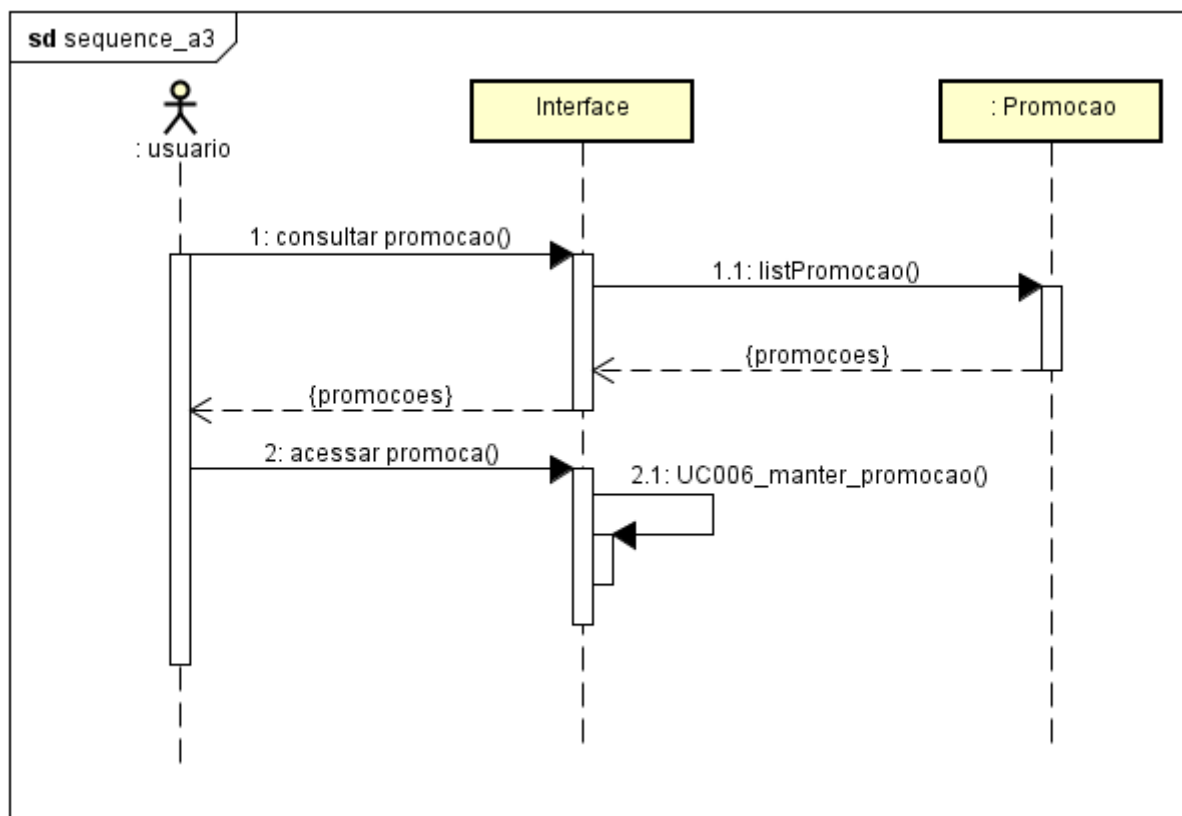 sd sequence_a3
: usuario
Interface
: Promocao
1: consultar promocao()
1.1: listPromocao()
{promocoes}
{promocoes}
2: acessar promoca()
2.1: UC006_manter_promocao()